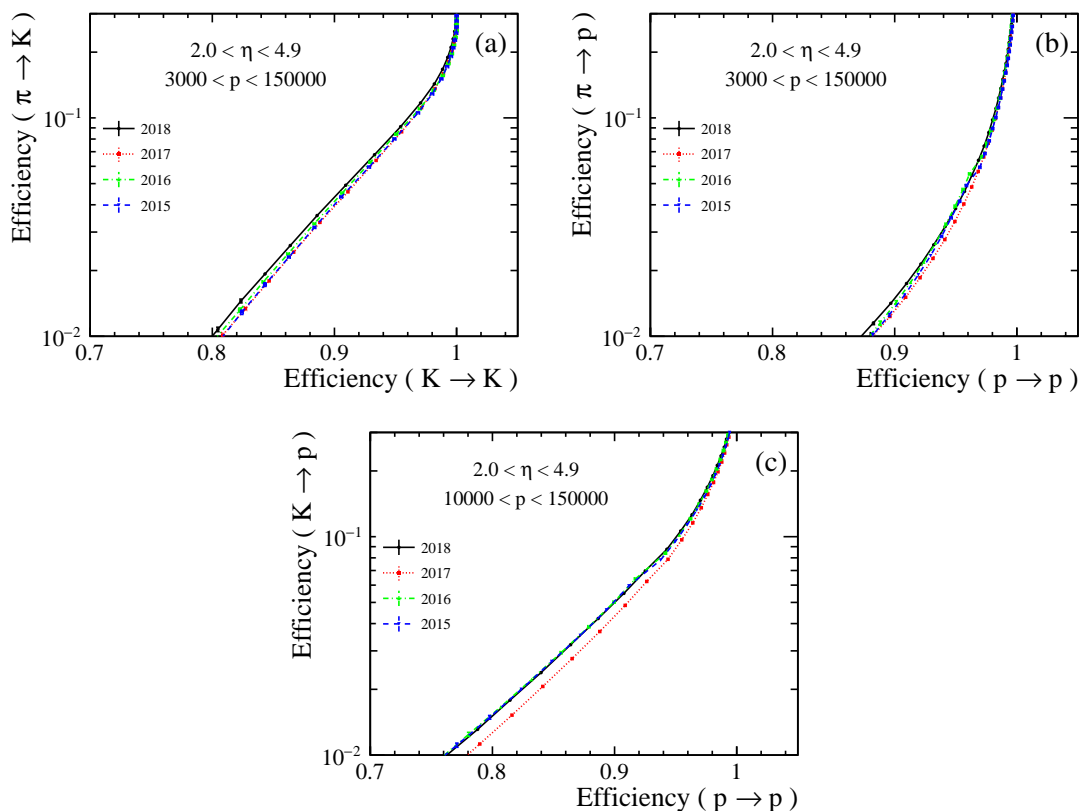 Efficiency ( π → K )
(a)
2.0 < η < 4.9
3000 < p < 150000
10⁻¹
2018
2017
2016
2015
10⁻²
0.7 0.8 0.9 1
Efficiency ( K → K )
Efficiency ( π → p )
(b)
2.0 < η < 4.9
3000 < p < 150000
10⁻¹
2018
2017
2016
2015
10⁻²
0.7 0.8 0.9 1
Efficiency ( p → p )
Efficiency ( K → p )
(c)
2.0 < η < 4.9
10000 < p < 150000
10⁻¹
2018
2017
2016
2015
10⁻²
0.7 0.8 0.9 1
Efficiency ( p → p )